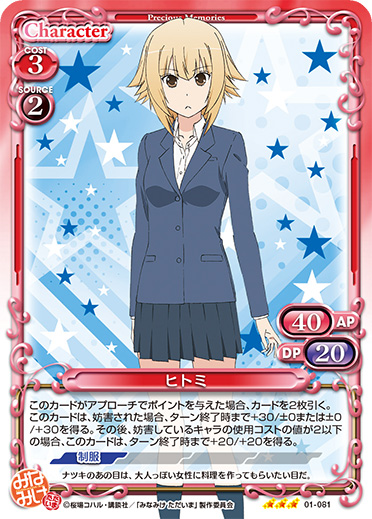 Precious Memories
Character
COST
3
SOURCE
2
40 AP
DP 20
ヒトミ
このカードがアプローチでポイントを与えた場合、カードを2枚引く。
このカードは、妨害された場合、ターン終了時まで+30/±0または±0
/+30を得る。その後、妨害しているキャラの使用コストの値が2以下
の場合、このカードは、ターン終了時まで+20/+20を得る。
制服
ナツキのあの目は、大人っぽい女性に料理を作ってもらいたい目だ。
みなみけ
ただいま
©桜場コハル・講談社／「みなみけ ただいま」製作委員会
01-081